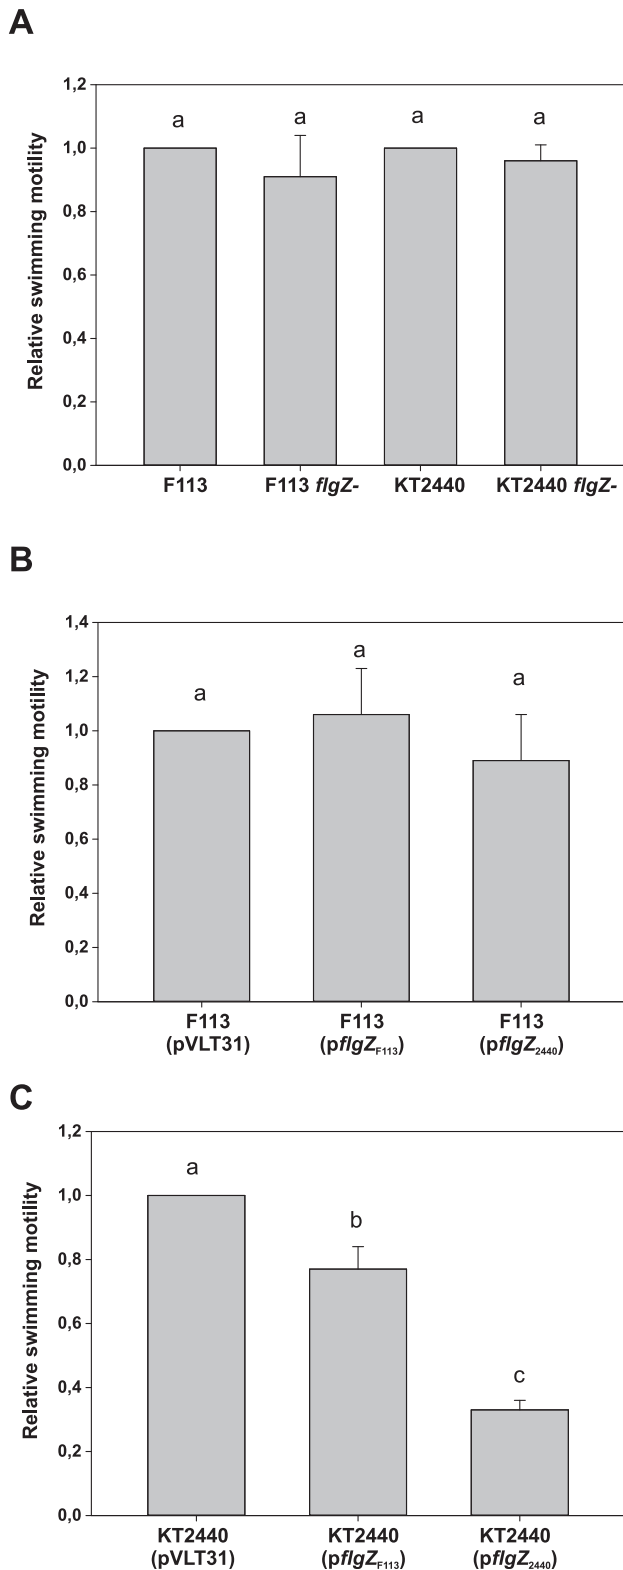 A
Relative swimming motility
1,2
1,0
0,8
0,6
0,4
0,2
0,0
a a a a
F113 F113 flgZ- KT2440 KT2440 flgZ-
B
Relative swimming motility
1,4
1,2
1,0
0,8
0,6
0,4
0,2
0,0
a a a
F113 F113 F113
(pVLT31) (pflgZF113) (pflgZ2440)
C
Relative swimming motility
1,2
1,0
0,8
0,6
0,4
0,2
0,0
a b c
KT2440 KT2440 KT2440
(pVLT31) (pflgZF113) (pflgZ2440)